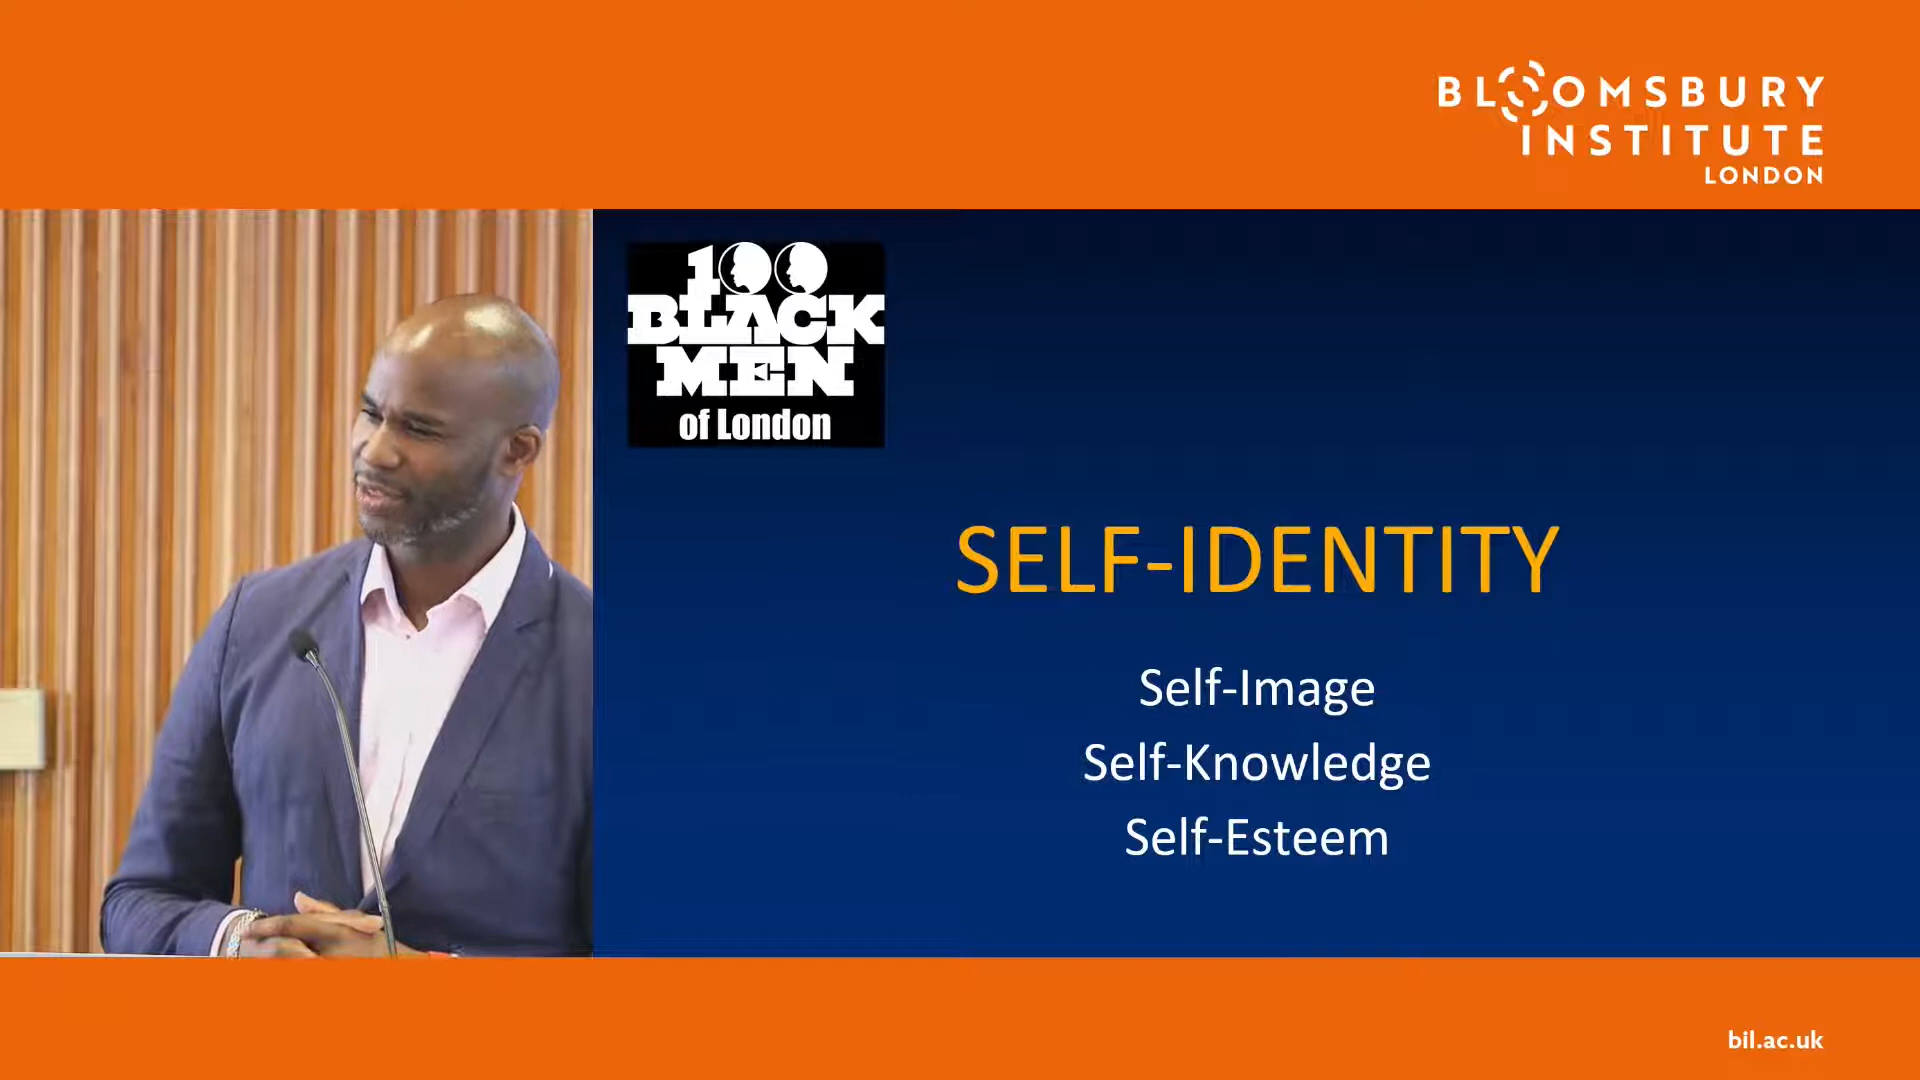 BLOOMSBURY
INSTITUTE
LONDON
100
BLACK
MEN
of London
SELF-IDENTITY
Self-Image
Self-Knowledge
Self-Esteem
bil.ac.uk